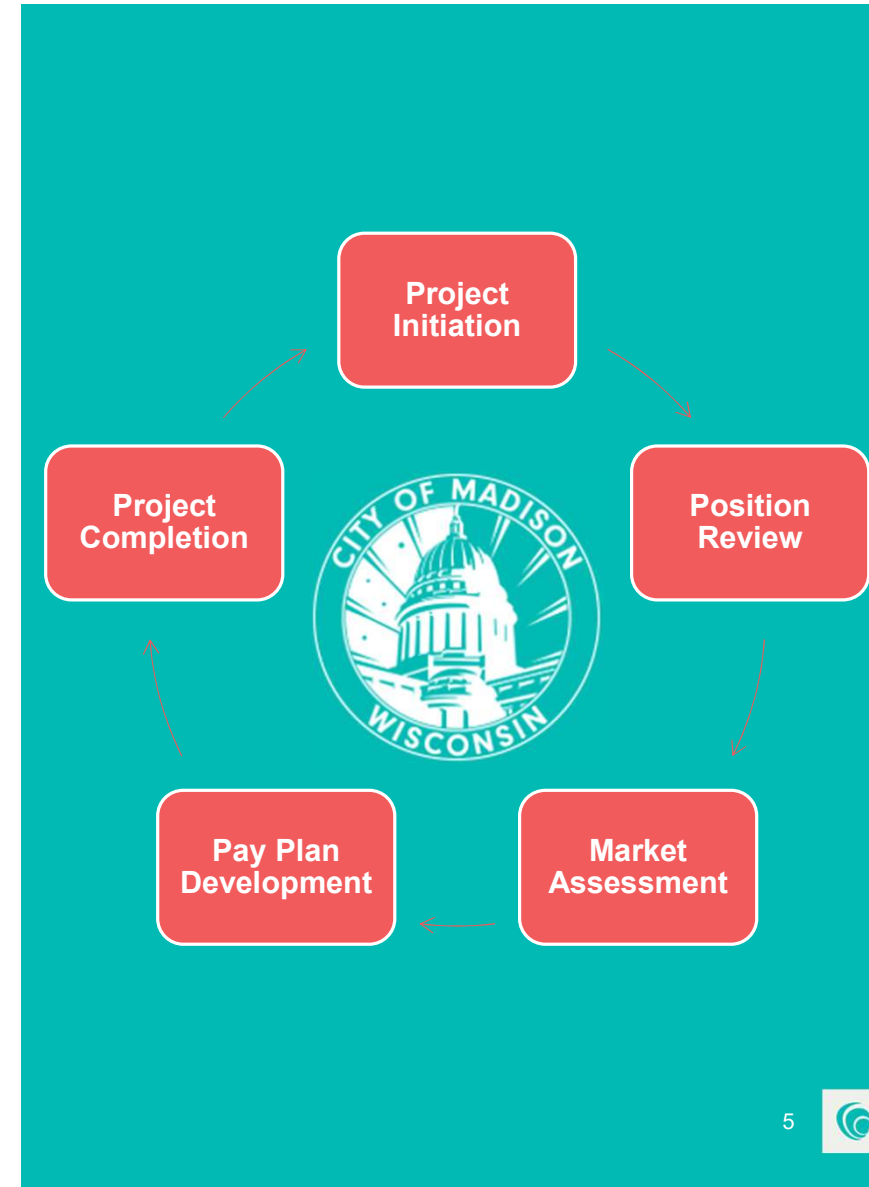 Project
Initiation
Position
Review
Market
Assessment
Pay Plan
Development
Project
Completion
CITY OF MADISON
WISCONSIN
5